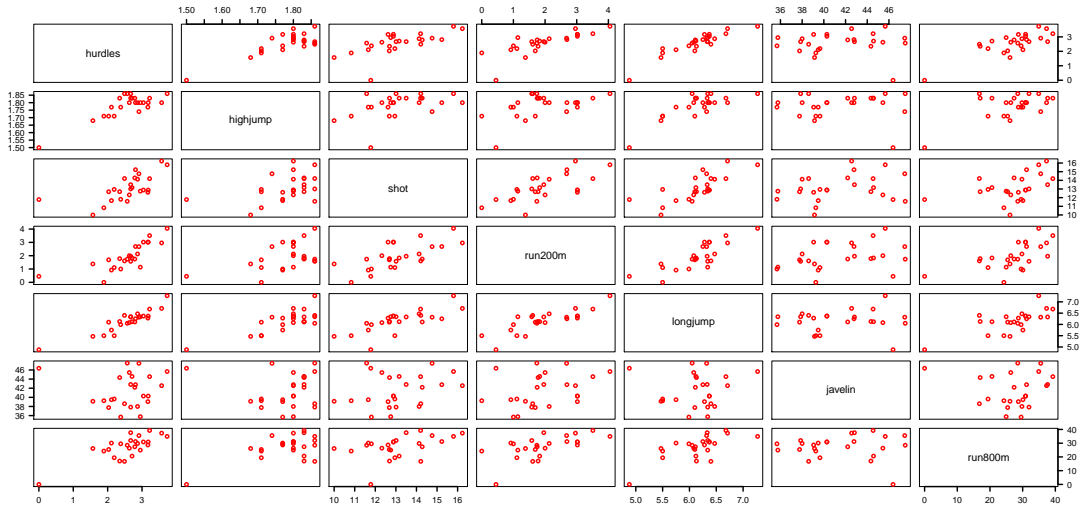 1.50 1.60 1.70 1.80
10 11 12 13 14 15 16
5.0 5.5 6.0 6.5 7.0
0 10 20 30 40
hurdles
0 1 2 3
1.50 1.55 1.60 1.65 1.70 1.75 1.80 1.85
highjump
shot
10 11 12 13 14 15 16
0 1 2 3 4
run200m
longjump
5.0 5.5 6.0 6.5
36 38 40 42 44 46
javelin
run800m
0 10 20 30 40
0 1 2 3
0 1 2 3 4
36 38 40 42 44 46